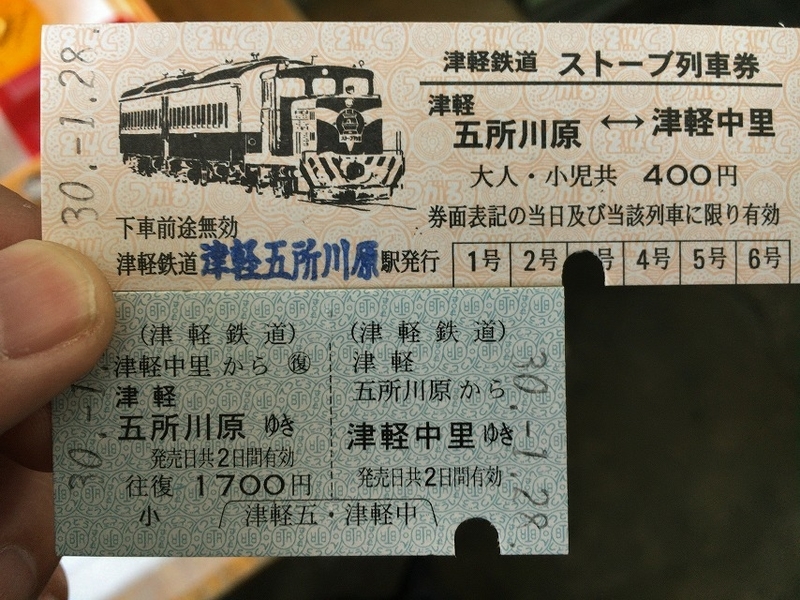 30.-1.28.
津軽鉄道 ストーブ列車券
津軽
五所川原 ↔ 津軽中里
大人・小児共 400円
下車前途無効
券面表記の当日及び当該列車に限り有効
津軽鉄道津軽五所川原駅発行
1号 2号 号 4号 5号 6号
(津軽鉄道)
津軽中里から ㊝
津軽
五所川原 ゆき
発売日共2日間有効
往復 1700円
小
(津軽鉄道)
津軽
五所川原から
津軽中里ゆき
発売日共2日間有効
津軽五・津軽中
30.-1.28.